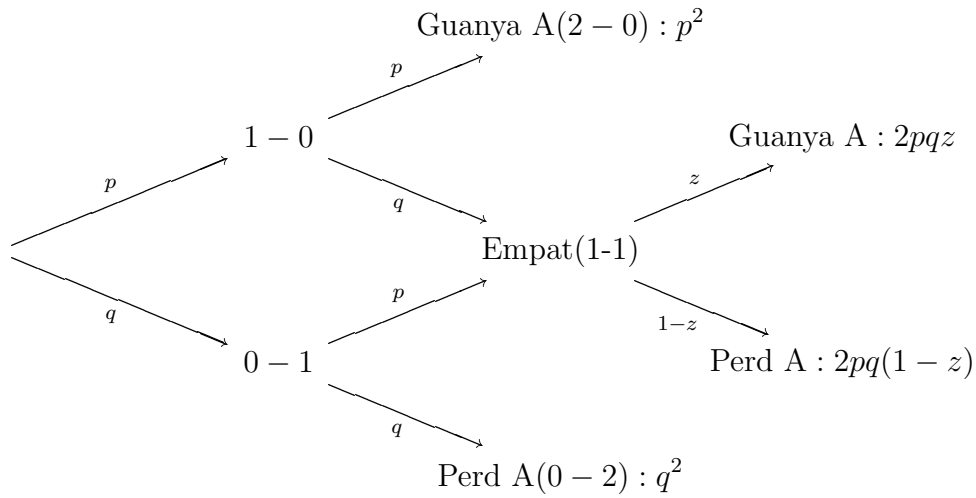 Guanya A(2 − 0) : p²
p
1 − 0
Guanya A : 2pqz
p
q
z
Empat(1-1)
q
p
1−z
0 − 1
Perd A : 2pq(1 − z)
q
Perd A(0 − 2) : q²